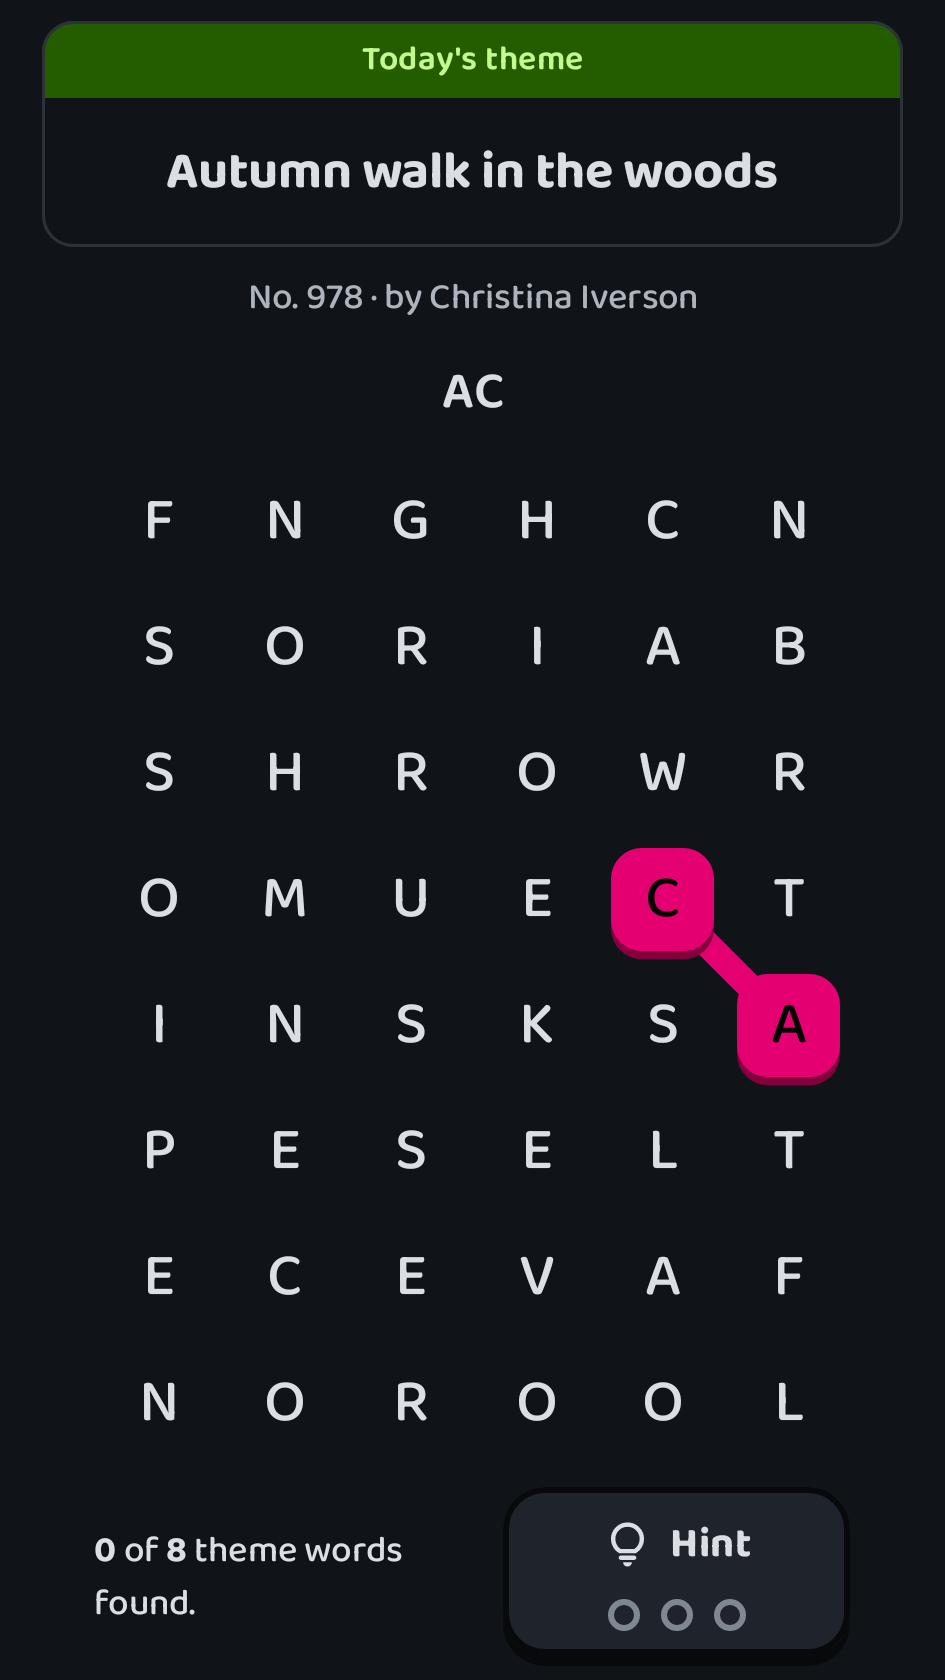 Today's theme
Autumn walk in the woods
No. 978 · by Christina Iverson
AC
F N G H C N
S O R I A B
S H R O W R
O M U E C T
I N S K S A
P E S E L T
E C E V A F
N O R O O L
0 of 8 theme words
found.
Hint